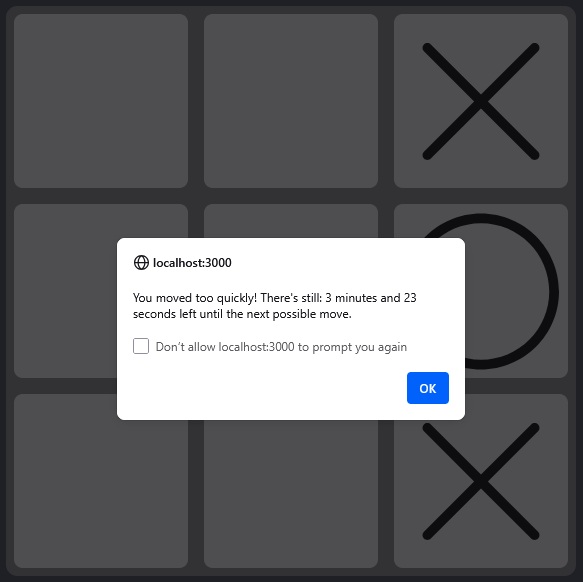 localhost:3000
You moved too quickly! There's still: 3 minutes and 23
seconds left until the next possible move.
Don't allow localhost:3000 to prompt you again
OK